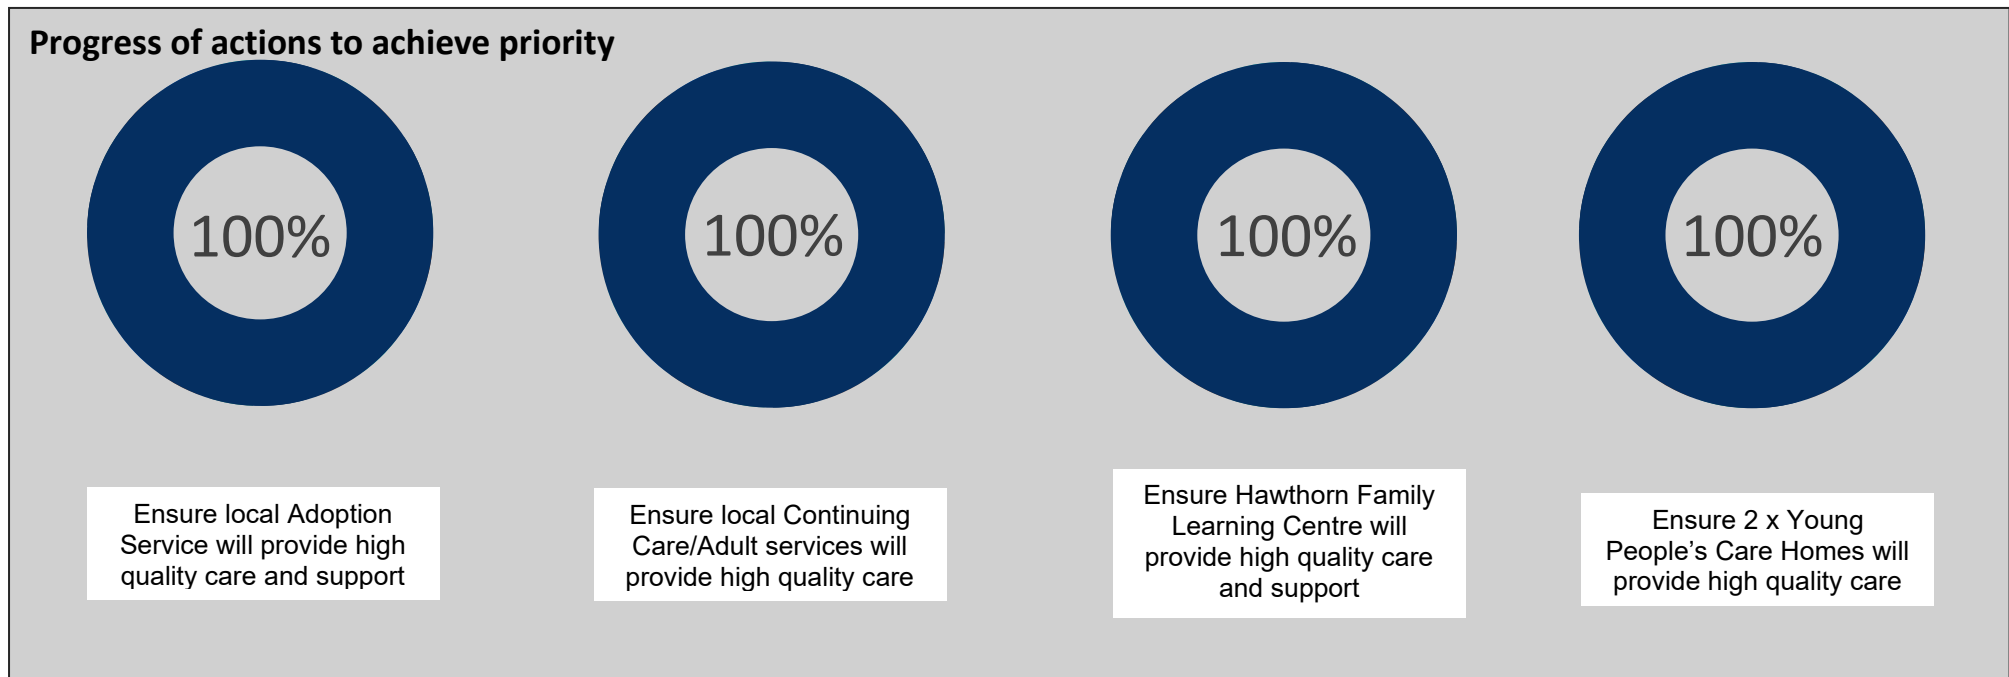 Progress of actions to achieve priority
100%
100%
100%
100%
Ensure local Adoption
Service will provide high
quality care and support
Ensure local Continuing
Care/Adult services will
provide high quality care
Ensure Hawthorn Family
Learning Centre will
provide high quality care
and support
Ensure 2 x Young
People’s Care Homes will
provide high quality care